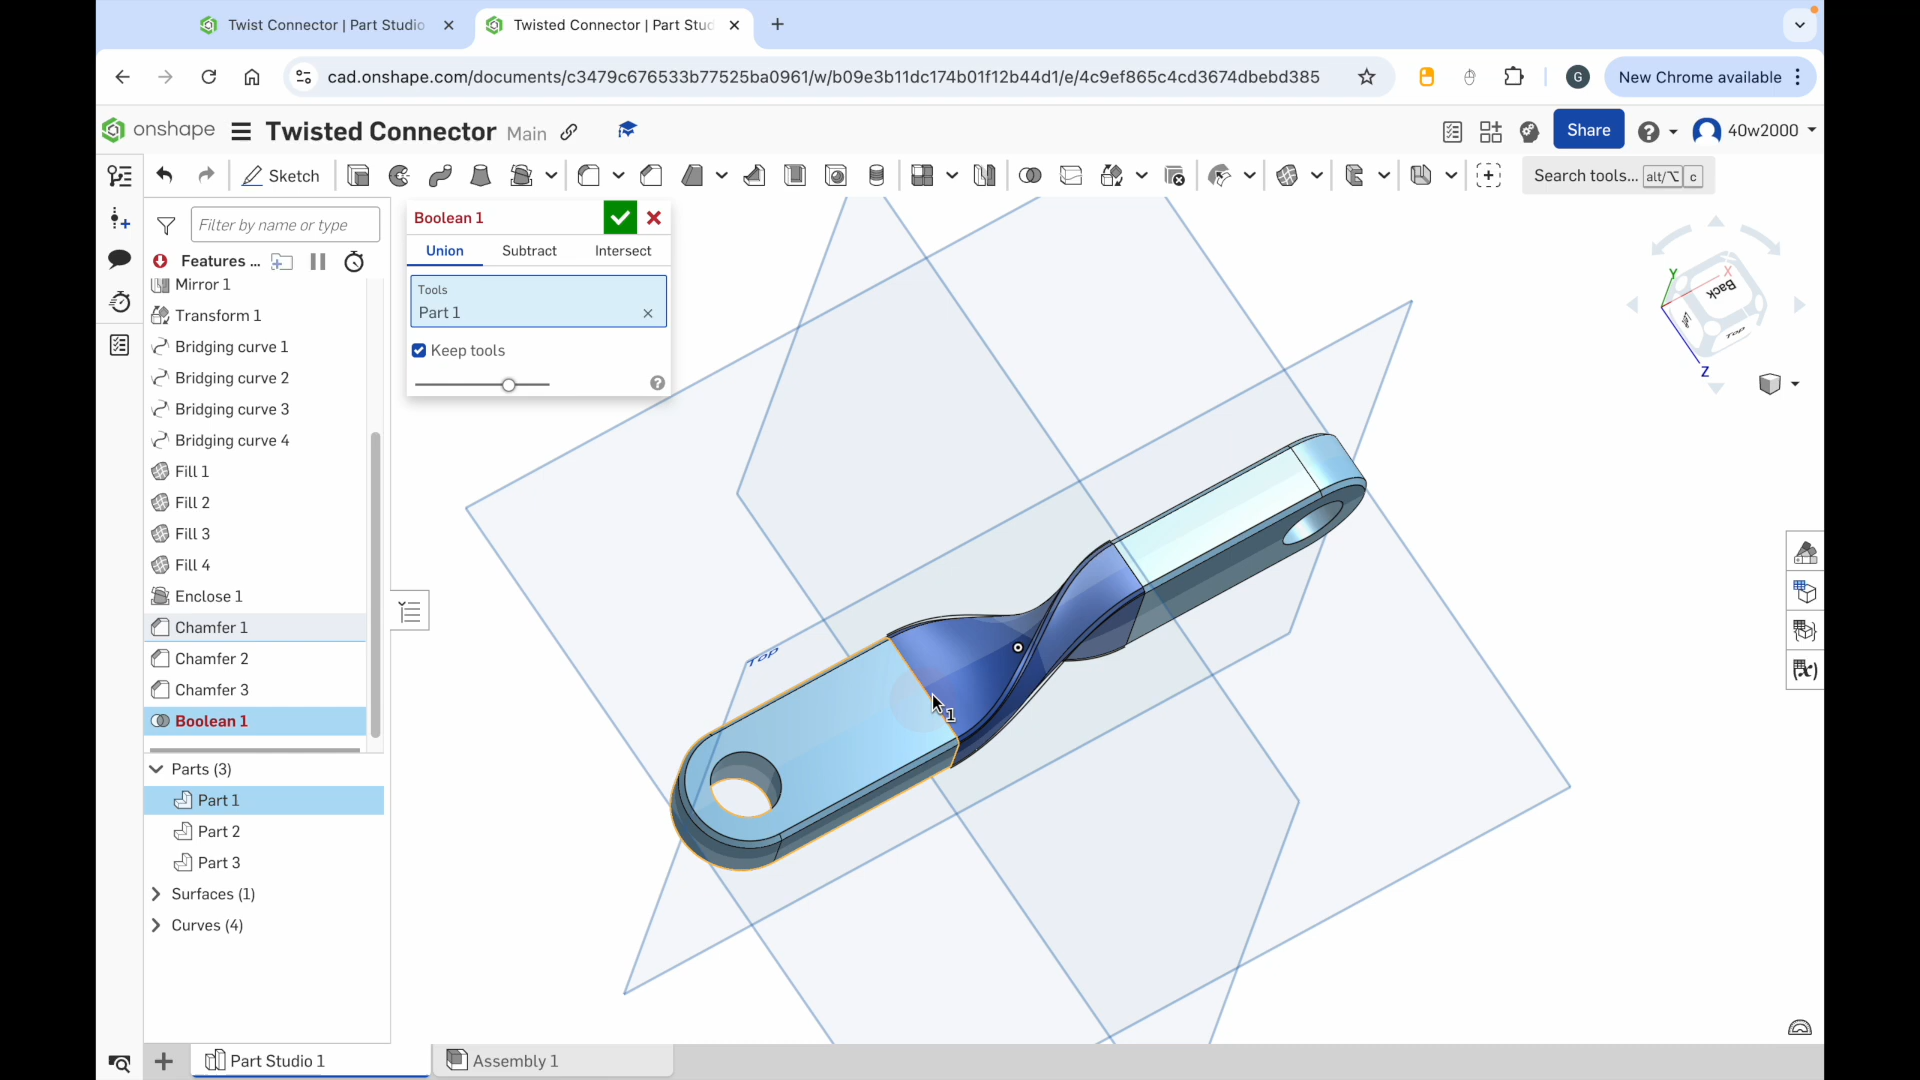 Twist Connector | Part Studio
Twisted Connector | Part Stud
cad.onshape.com/documents/c3479c676533b77525ba0961/w/b09e3b11dc174b01f12b44d1/e/4c9ef865c4cd3674dbebd385
G
New Chrome available
onshape
Twisted Connector Main
Share
40w2000
Sketch
Search tools... alt/⌥ c
Filter by name or type
Features ...
Mirror 1
Transform 1
Bridging curve 1
Bridging curve 2
Bridging curve 3
Bridging curve 4
Fill 1
Fill 2
Fill 3
Fill 4
Enclose 1
Chamfer 1
Chamfer 2
Chamfer 3
Boolean 1
Parts (3)
Part 1
Part 2
Part 3
Surfaces (1)
Curves (4)
Boolean 1
Union Subtract Intersect
Tools
Part 1
Keep tools
Top
1
Y
X
Back
Top
Z
Part Studio 1
Assembly 1